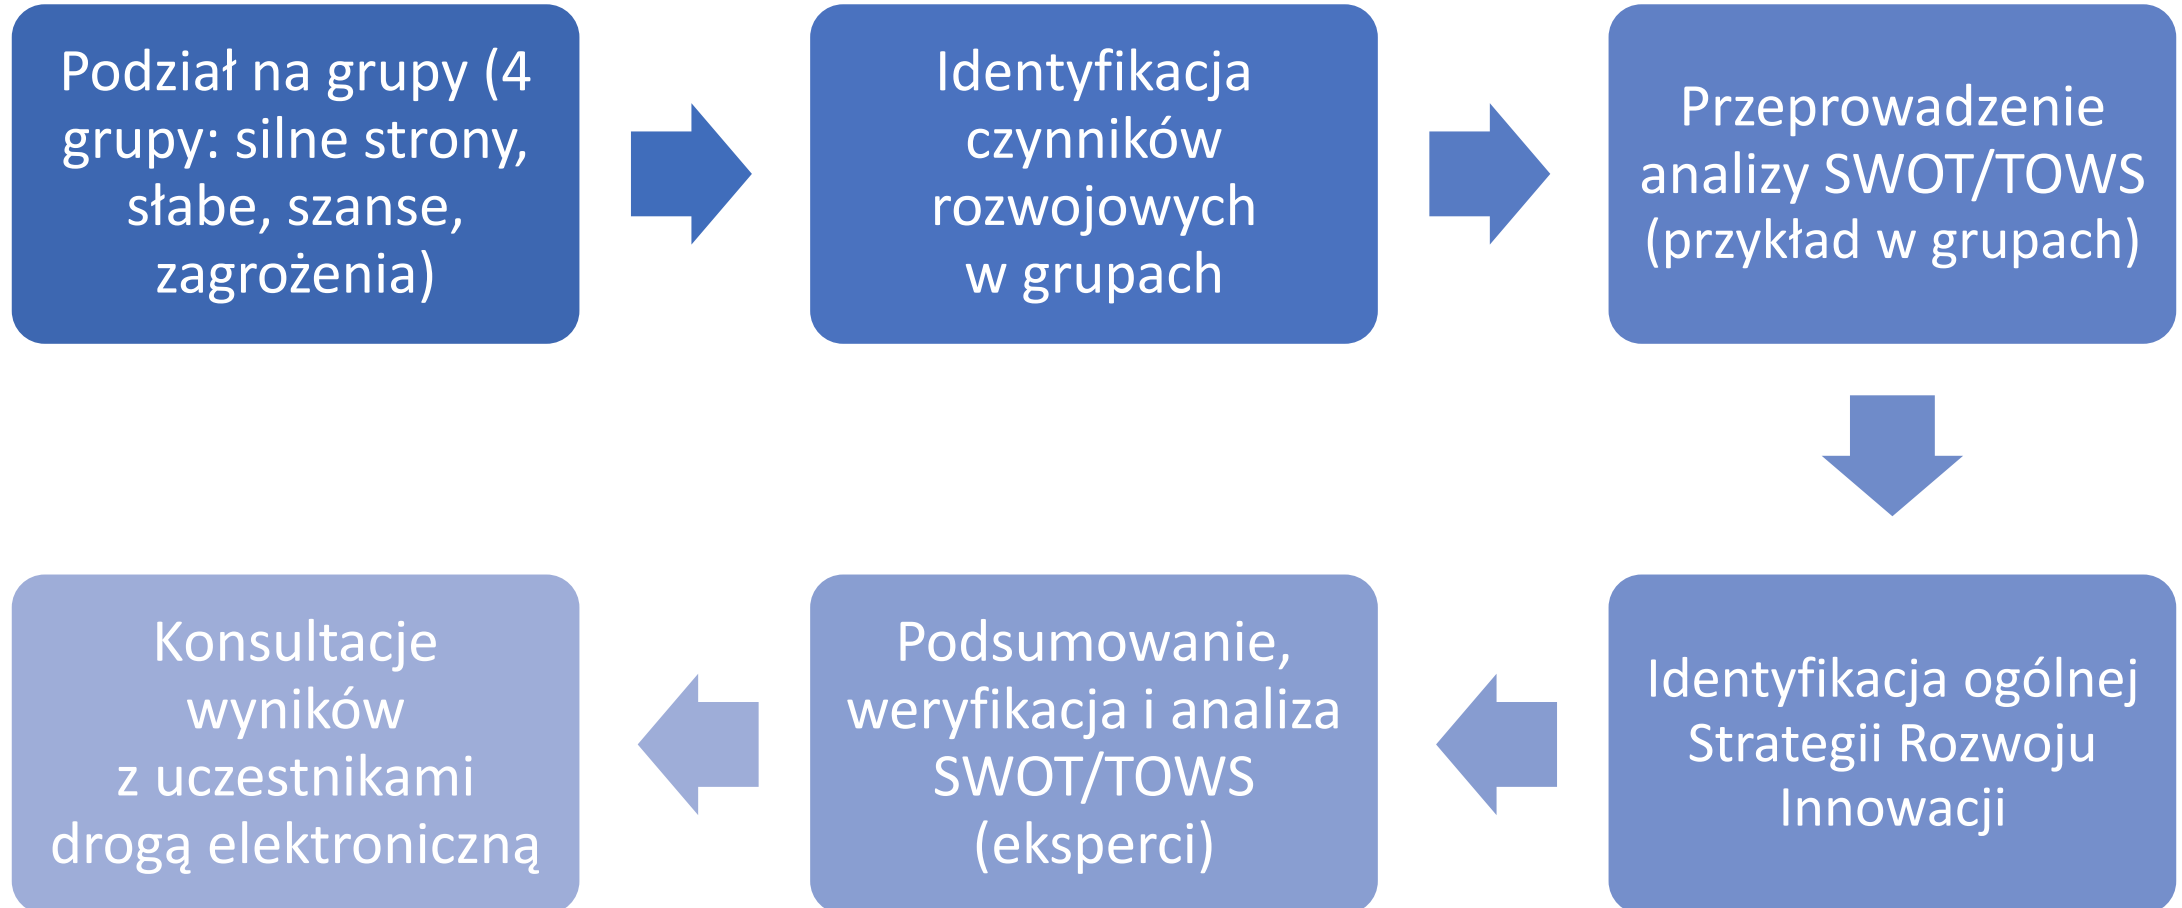 Podział na grupy (4
grupy: silne strony,
słabe, szanse,
zagrożenia)
Identyfikacja
czynników
rozwojowych
w grupach
Przeprowadzenie
analizy SWOT/TOWS
(przykład w grupach)
Identyfikacja ogólnej
Strategii Rozwoju
Innowacji
Podsumowanie,
weryfikacja i analiza
SWOT/TOWS
(eksperci)
Konsultacje
wyników
z uczestnikami
drogą elektroniczną